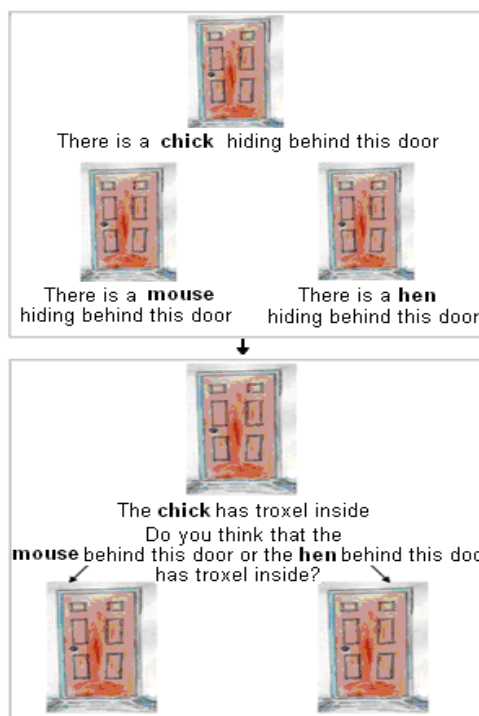 There is a chick hiding behind this door
There is a mouse
hiding behind this door
There is a hen
hiding behind this door
The chick has troxel inside
Do you think that the
mouse behind this door or the hen behind this doo
has troxel inside?